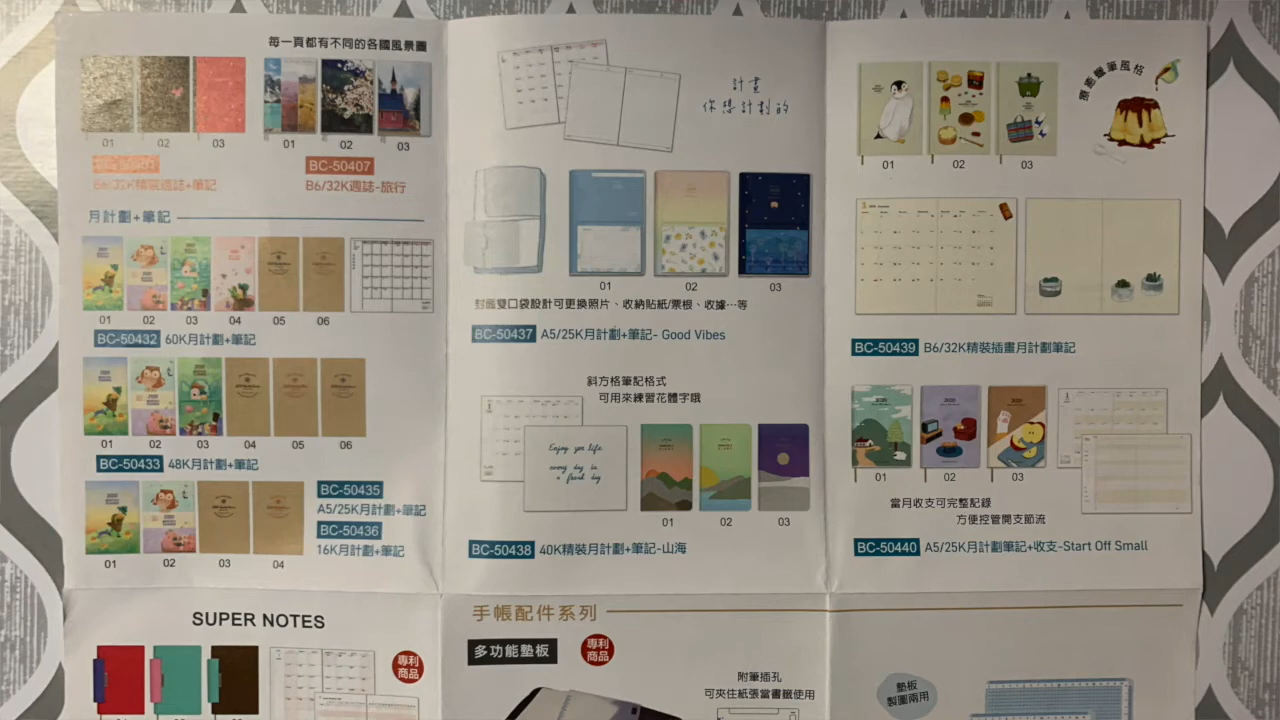 每一頁都有不同的各國風景圖
01 02 03
01 02 03
B6/32K精裝週誌+筆記
BC-50407
B6/32K週誌-旅行
月計劃+筆記
01 02 03 04 05 06
BC-50432 60K月計劃+筆記
01 02 03 04 05 06
BC-50433 48K月計劃+筆記
01 02 03 04
BC-50435
A5/25K月計劃+筆記
BC-50436
16K月計劃+筆記
計畫
你想計劃的
01 02 03
封面雙口袋設計可更換照片、收納貼紙/票根、收據…等
BC-50437 A5/25K月計劃+筆記- Good Vibes
斜方格筆記格式
可用來練習花體字哦
Enjoy you life
every day is
a fresh day
01 02 03
BC-50438 40K精裝月計劃+筆記-山海
原繪蠟筆風格
01 02 03
BC-50439 B6/32K精裝插畫月計劃筆記
2020 2020 2020
01 02 03
當月收支可完整記錄
方便控管開支節流
BC-50440 A5/25K月計劃筆記+收支-Start Off Small
SUPER NOTES
專利
商品
手帳配件系列
多功能墊板
專利
商品
附筆插孔
可夾住紙張當書籤使用
墊板
製圖兩用